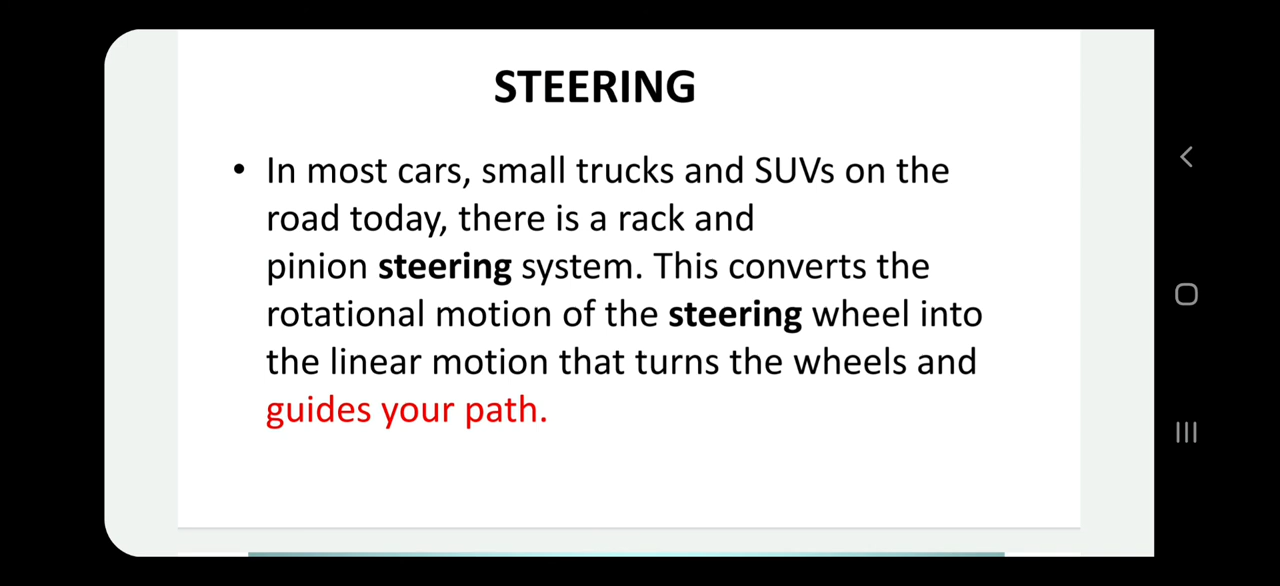 STEERING
• In most cars, small trucks and SUVs on the
road today, there is a rack and
pinion steering system. This converts the
rotational motion of the steering wheel into
the linear motion that turns the wheels and
guides your path.